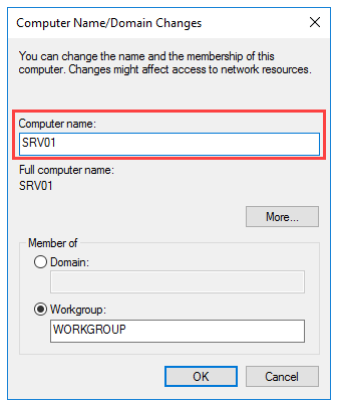 Computer Name/Domain Changes
You can change the name and the membership of this
computer. Changes might affect access to network resources.
Computer name:
SRV01
Full computer name:
SRV01
More...
Member of
Domain:
Workgroup:
WORKGROUP
OK
Cancel